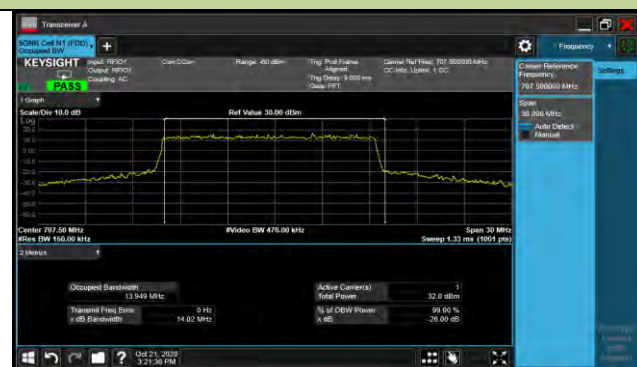 Transceiver A
5GNR Cell N1 (FDD)
Occupied BW
Frequency
KEYSIGHT
PASS
Input: RFIO1
Output: RFIO1
Coupling: AC
Range: -60 dBm
Trig: Prd Frame
Aligned
Trig Delay: 9.000 ms
Gate: FFT
Carrier Ref Freq: 707.500000 MHz
CC Info: Uplink, 1 CC
Carrier Reference
Frequency
707.500000 MHz
Settings
Span
30.000 MHz
Auto Detect
Manual
1 Graph
Scale/Div 10.0 dB
Ref Value 30.00 dBm
Log
Center 707.50 MHz
#Video BW 470.00 kHz
Span 30 MHz
#Res BW 150.00 kHz
Sweep 1.33 ms (1001 pts)
2 Metrics
Occupied Bandwidth
13.949 MHz
Active Carrier(s) 1
Total Power 32.0 dBm
Transmit Freq Error 0 Hz
x dB Bandwidth 14.02 MHz
% of OBW Power 99.00 %
x dB -26.00 dB
Oct 21, 2020
3:21:36 PM